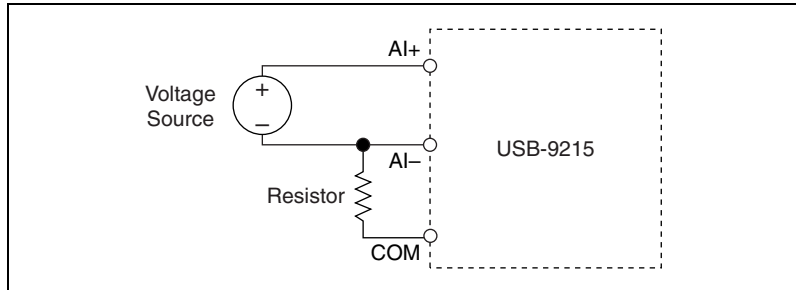 AI+
Voltage
Source
+
–
AI–
USB-9215
Resistor
COM